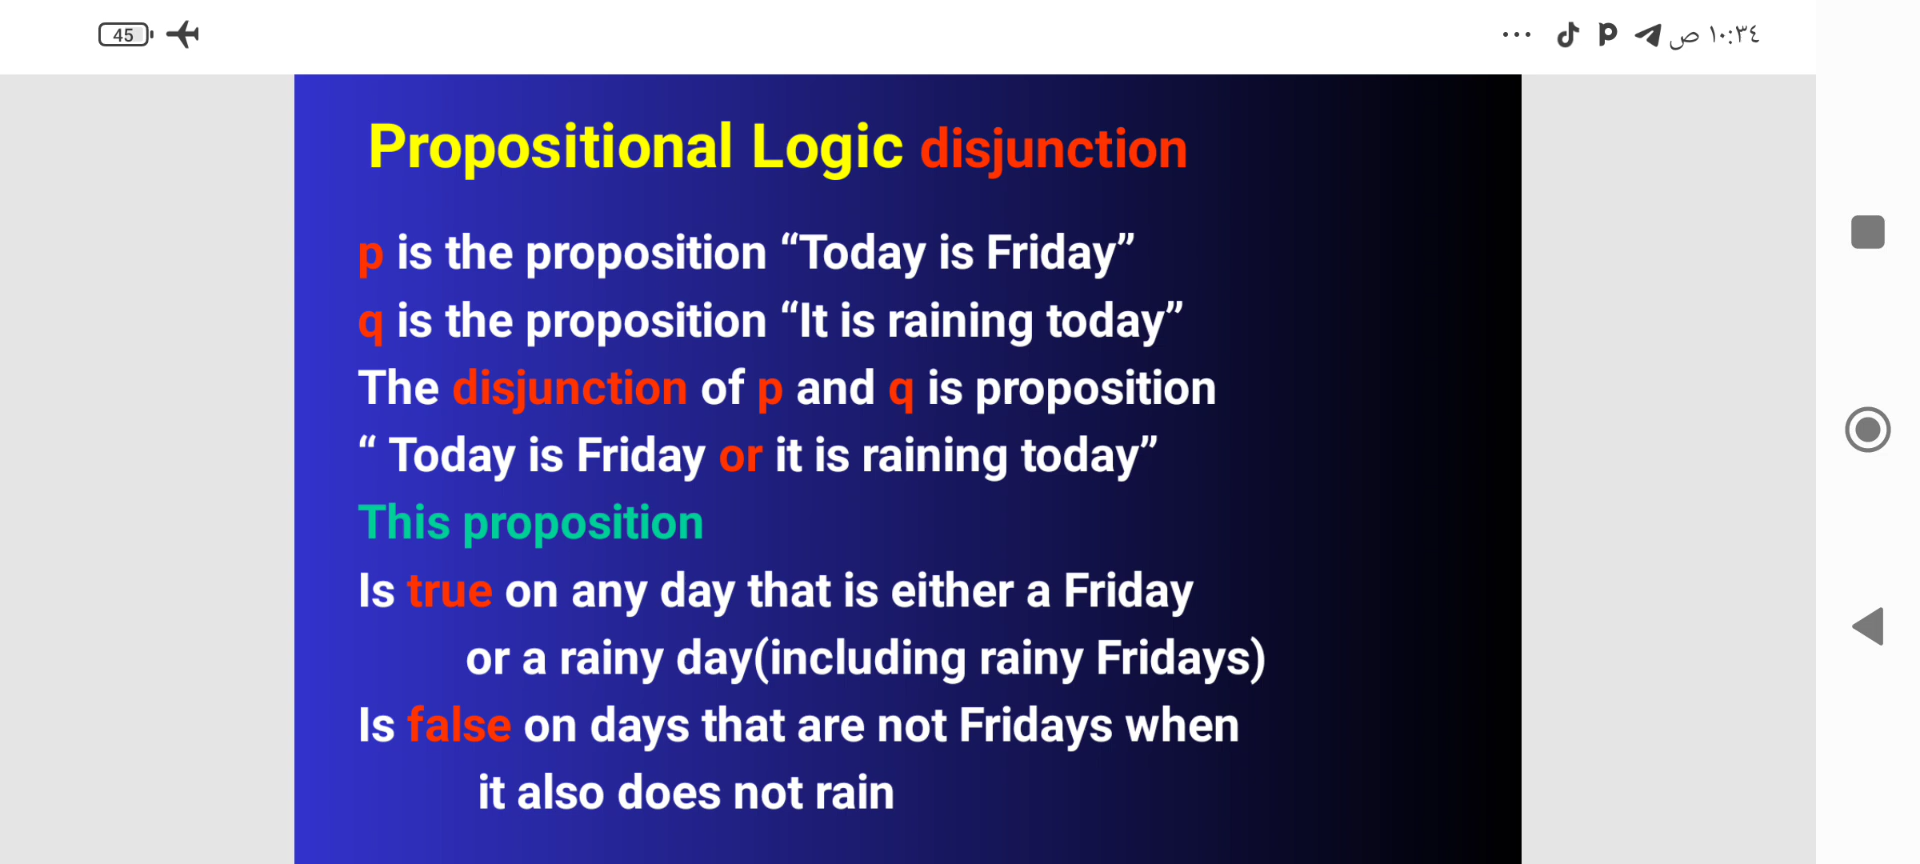 45
١٠:٣٤ ص
Propositional Logic disjunction
p is the proposition “Today is Friday”
q is the proposition “It is raining today”
The disjunction of p and q is proposition
“ Today is Friday or it is raining today”
This proposition
Is true on any day that is either a Friday
or a rainy day(including rainy Fridays)
Is false on days that are not Fridays when
it also does not rain